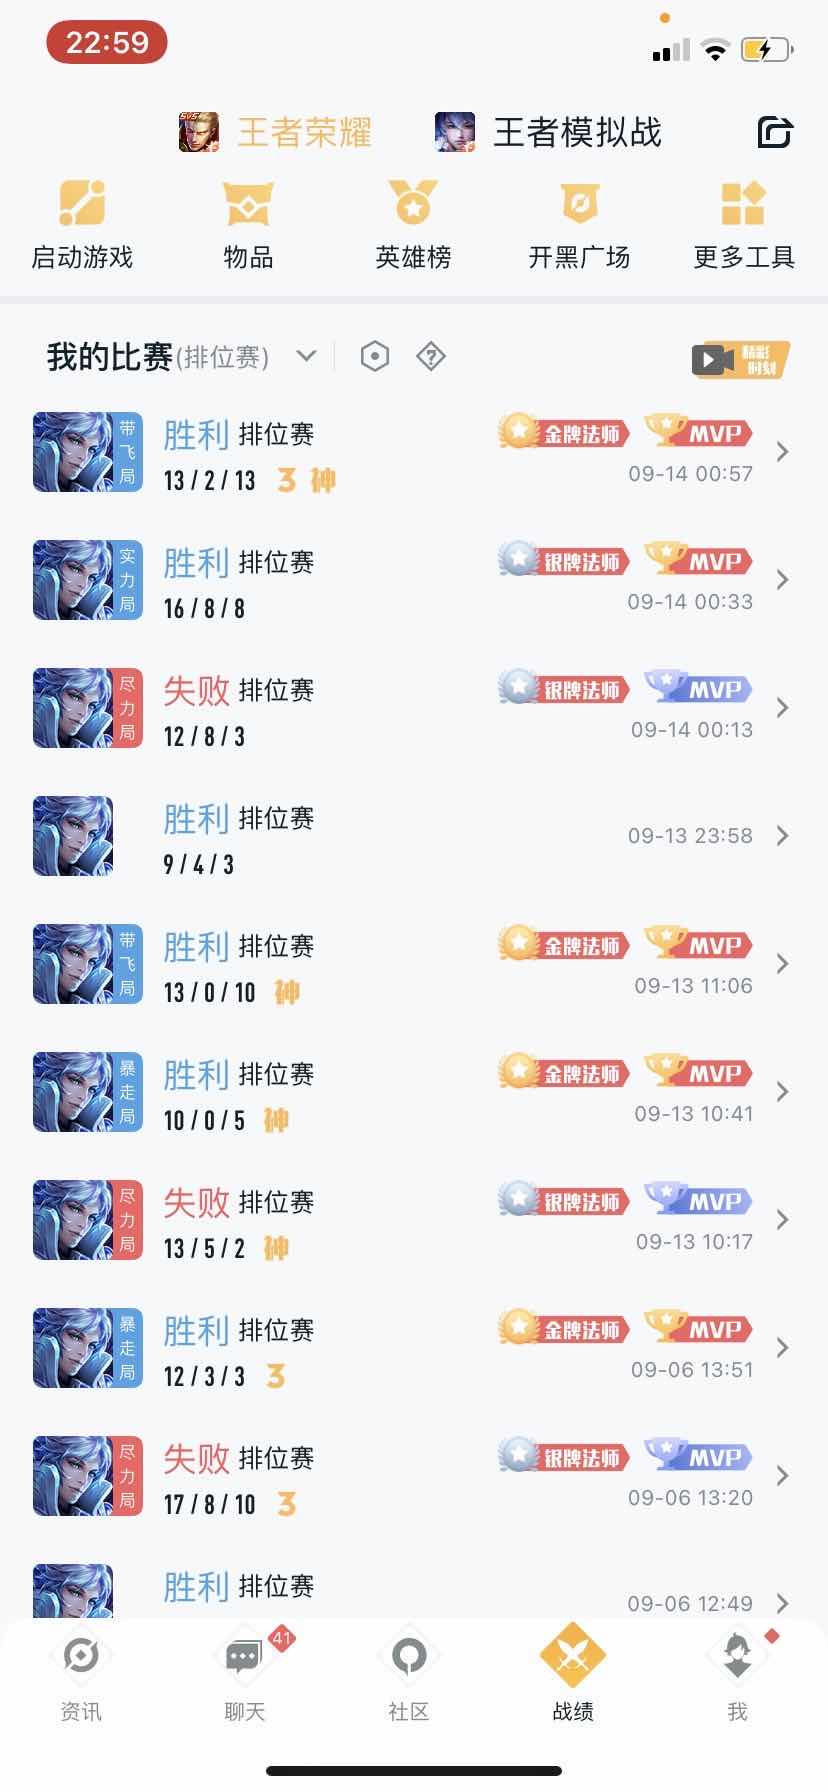 22:59
王者荣耀 王者模拟战
启动游戏 物品 英雄榜 开黑广场 更多工具
我的比赛(排位赛) 精彩时刻
带飞局 胜利 排位赛 金牌法师 MVP
13 / 2 / 13 3 神 09-14 00:57
实力局 胜利 排位赛 银牌法师 MVP
16 / 8 / 8 09-14 00:33
尽力局 失败 排位赛 银牌法师 MVP
12 / 8 / 3 09-14 00:13
胜利 排位赛 09-13 23:58
9 / 4 / 3
带飞局 胜利 排位赛 金牌法师 MVP
13 / 0 / 10 神 09-13 11:06
暴走局 胜利 排位赛 金牌法师 MVP
10 / 0 / 5 神 09-13 10:41
尽力局 失败 排位赛 银牌法师 MVP
13 / 5 / 2 神 09-13 10:17
暴走局 胜利 排位赛 金牌法师 MVP
12 / 3 / 3 3 09-06 13:51
尽力局 失败 排位赛 银牌法师 MVP
17 / 8 / 10 3 09-06 13:20
胜利 排位赛 09-06 12:49
41
资讯 聊天 社区 战绩 我